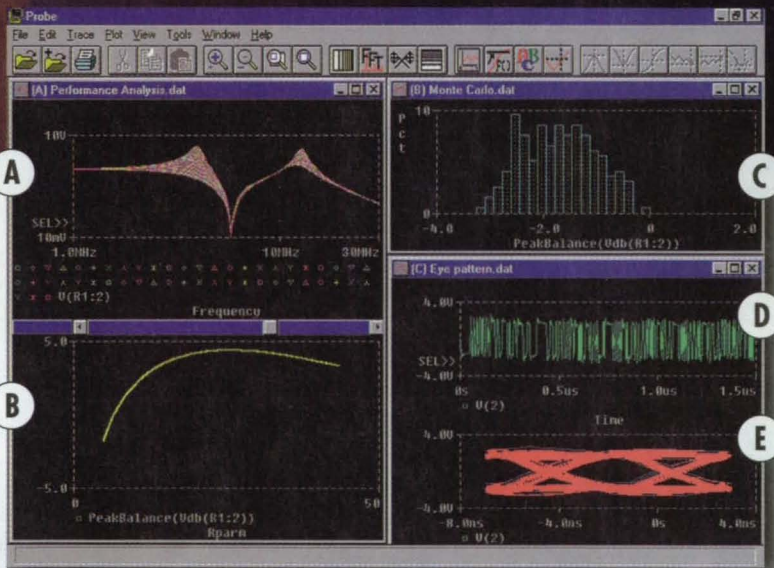 Probe
File Edit Trace Plot View Tools Window Help
FFT
(A) Performance Analysis.dat
A
10V
SEL>>
10mV
1.0MHz 10MHz 30MHz
V(R1:2)
Frequency
B
5.0
-5.0
0 50
PeakBalance(Vdb(R1:2))
Rparm
(B) Monte Carlo.dat
C
10
Pct
0
-4.0 -2.0 0 2.0
PeakBalance(Vdb(R1:2))
(C) Eye pattern.dat
D
4.0V
SEL>>
-4.0V
0s 0.5us 1.0us 1.5us
V(2)
Time
E
4.0V
-4.0V
-8.0ns -4.0ns 0s 4.0ns
V(2)